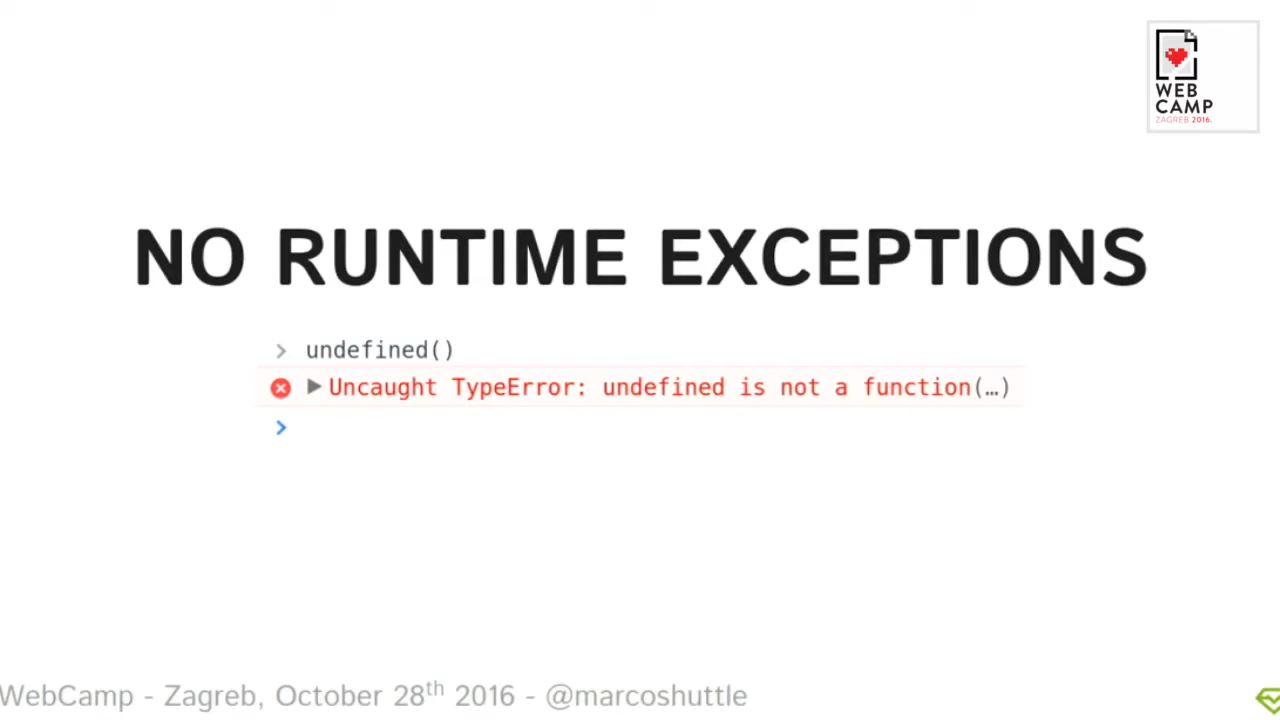 WEB
CAMP
ZAGREB 2016.
NO RUNTIME EXCEPTIONS
> undefined()
Uncaught TypeError: undefined is not a function(…)
>
WebCamp - Zagreb, October 28th 2016 - @marcoshuttle